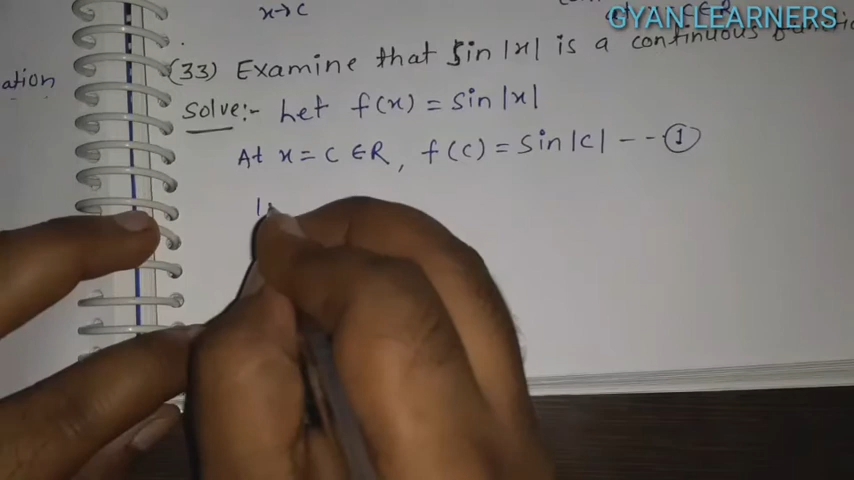 x→c
GYAN LEARNERS
ation
(33) Examine that Sin |x| is a continuous
Solve:- Let f(x) = Sin|x|
At x = c ∈ R, f(c) = Sin|c| --- ①